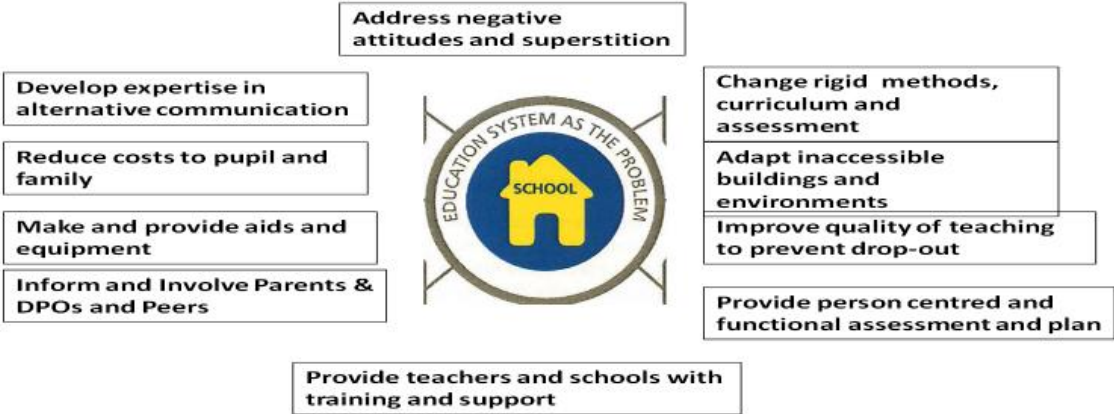 Address negative
attitudes and superstition
Develop expertise in
alternative communication
Reduce costs to pupil and
family
Make and provide aids and
equipment
Inform and Involve Parents &
DPOs and Peers
EDUCATION SYSTEM AS THE PROBLEM
SCHOOL
Change rigid methods,
curriculum and
assessment
Adapt inaccessible
buildings and
environments
Improve quality of teaching
to prevent drop-out
Provide person centred and
functional assessment and plan
Provide teachers and schools with
training and support